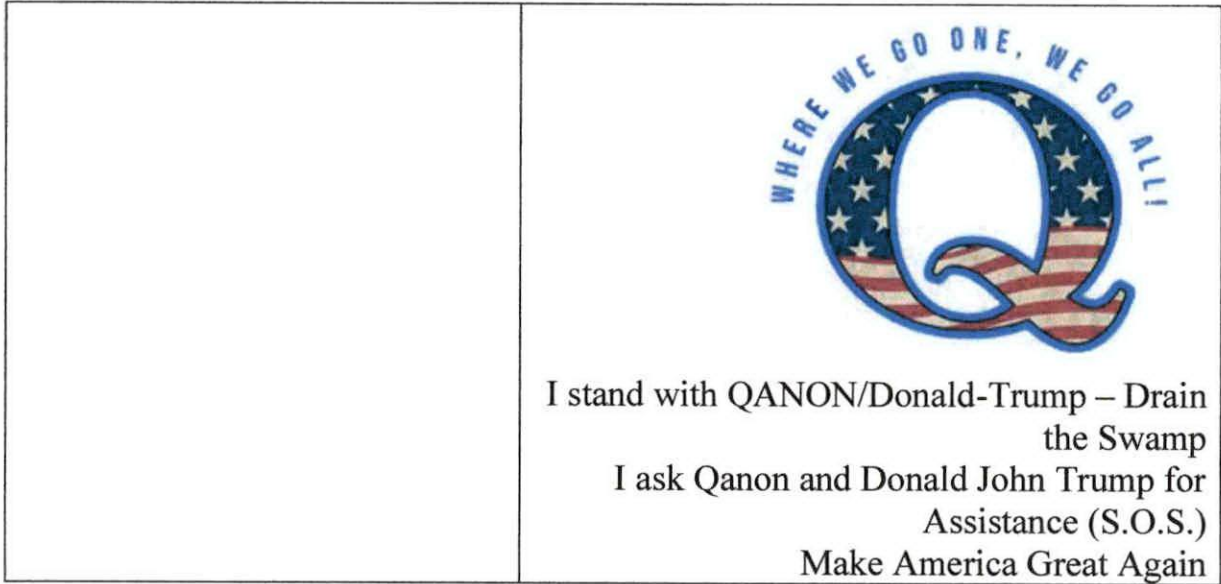 WHERE WE GO ONE, WE GO ALL!
Q
I stand with QANON/Donald-Trump – Drain
the Swamp
I ask Qanon and Donald John Trump for
Assistance (S.O.S.)
Make America Great Again